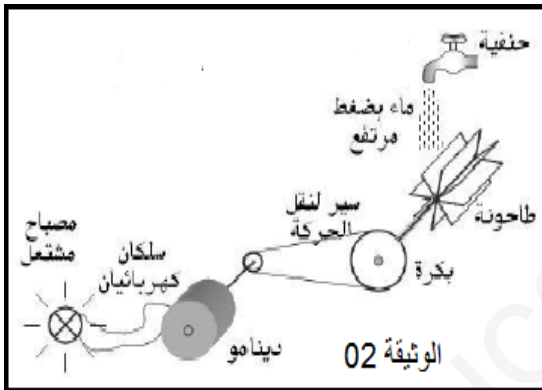 حنفية
ماء بضغط
مرتفع
طاحونة
سير لنقل
الحركة
بكرة
مصباح
مشتعل
سلكان
كهربائيان
دينامو
الوثيقة 02